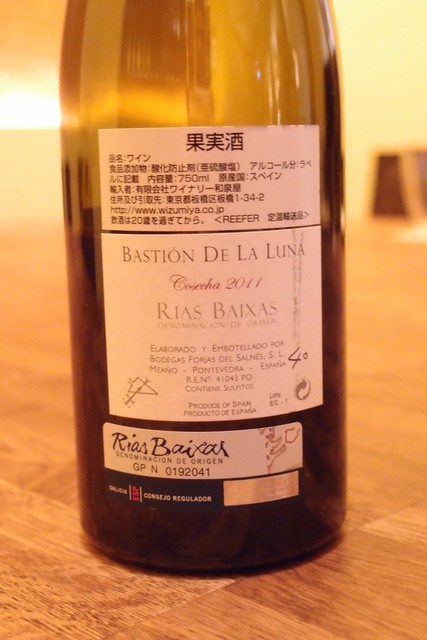 果実酒
品名:ワイン
食品添加物:酸化防止剤(亜硫酸塩) アルコール分:ラベ
ルに記載 内容量:750ml 原産国:スペイン
輸入者:有限会社ワイナリー和泉屋
住所及び引取先:東京都板橋区板橋1-34-2
http://www.wizumiya.co.jp
飲酒は20歳を過ぎてから。 <REEFER 定温輸送品>
BASTIÓN DE LA LUNA
Cosecha 2011
RIAS BAIXAS
DENOMINACIÓN DE ORIGEN
ELABORADO Y EMBOTELLADO POR
BODEGAS FORJAS DEL SALNÉS, S. L.
MEAÑO - PONTEVEDRA - ESPAÑA
R.E.Nº. 41043 PO
CONTIENE SULFITOS
PRODUCE OF SPAIN
PRODUCTO DE ESPAÑA
Lote.
8/C - 1
40
Rías Baixas
DENOMINACION DE ORIGEN
GP N 0192041
GALICIA ESP CONSEJO REGULADOR